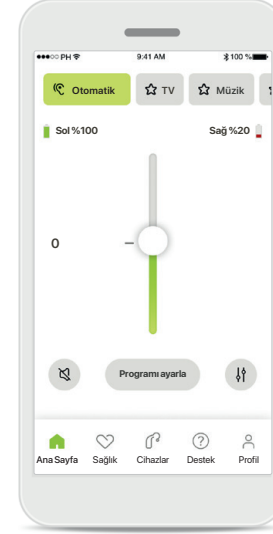 PH 9:41 AM 100 %
Otomatik TV Müzik
Sol %100 Sağ %20
0
Programı ayarla
Ana Sayfa Sağlık Cihazlar Destek Profil